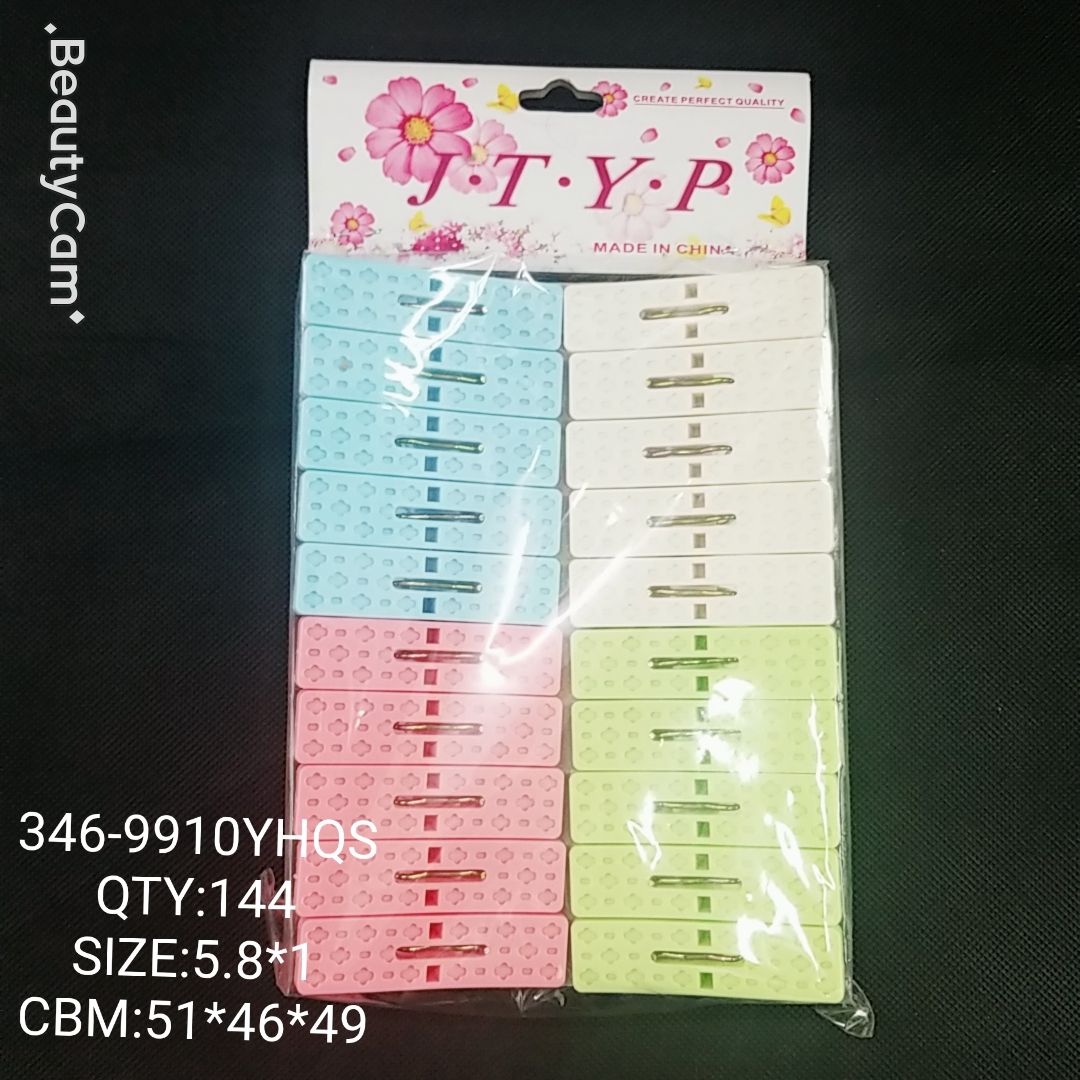 ·BeautyCam·
CREATE PERFECT QUALITY
J·T·Y·P
MADE IN CHINA
346-9910YHQS
QTY:144
SIZE:5.8*1
CBM:51*46*49